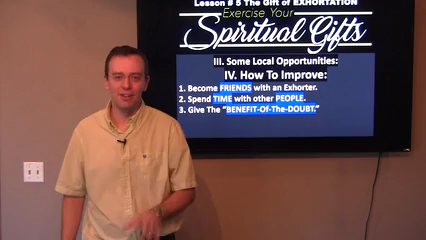 Lesson # 5 The Gift of EXHORTATION
Exercise Your
Spiritual Gifts
III. Some Local Opportunities:
IV. How To Improve:
1. Become FRIENDS with an Exhorter.
2. Spend TIME with other PEOPLE.
3. Give The "BENEFIT-Of-The-DOUBT."